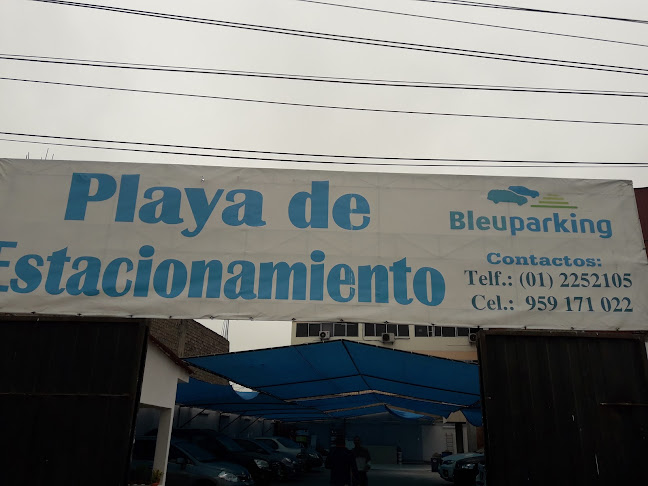 Playa de
Estacionamiento
Bleuparking
Contactos:
Telf.: (01) 2252105
Cel.: 959 171 022